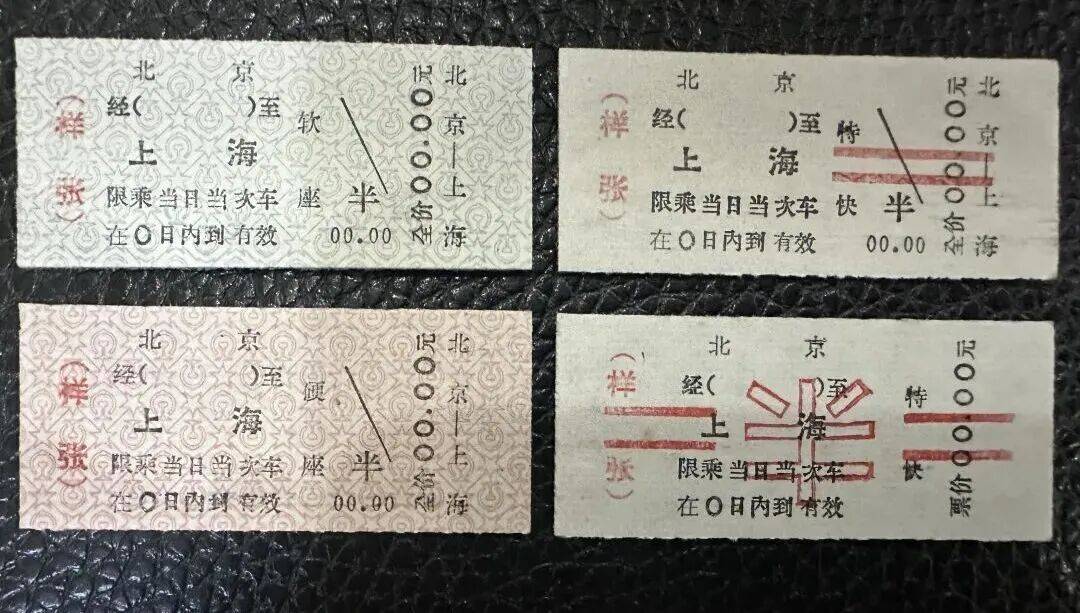 北京
经( )至
上海
限乘当日当次车
在0日内到有效
软座
半
00.00
全价00.00元
北京—上海
(样张)
北京
经( )至
上海
限乘当日当次车
在0日内到有效
特快
半
00.00
全价00.00元
北京—上海
(样张)
北京
经( )至
上海
限乘当日当次车
在0日内到有效
硬座
半
00.00
全价00.00元
北京—上海
(样张)
北京
经( )至
上海
限乘当日当次车
在0日内到有效
半
特快
票价00.00元
(样张)